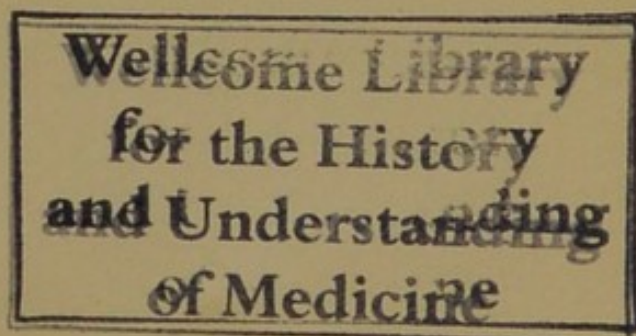 Wellcome Library
for the History
and Understanding
of Medicine